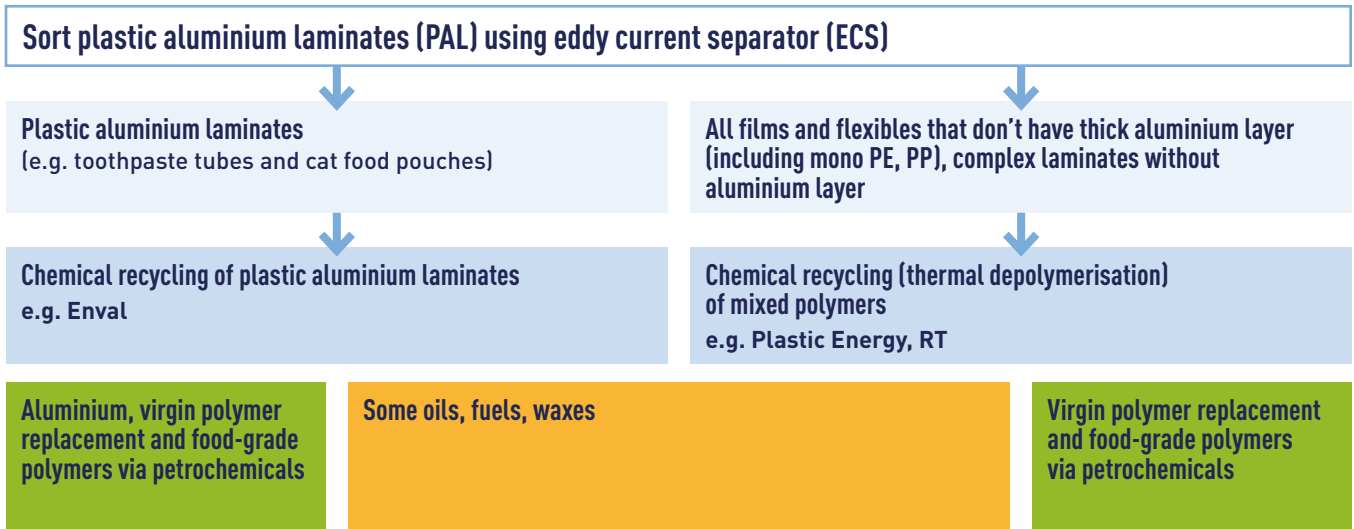 Sort plastic aluminium laminates (PAL) using eddy current separator (ECS)
Plastic aluminium laminates
(e.g. toothpaste tubes and cat food pouches)
All films and flexibles that don’t have thick aluminium layer
(including mono PE, PP), complex laminates without
aluminium layer
Chemical recycling of plastic aluminium laminates
e.g. Enval
Chemical recycling (thermal depolymerisation)
of mixed polymers
e.g. Plastic Energy, RT
Aluminium, virgin polymer
replacement and food-grade
polymers via petrochemicals
Some oils, fuels, waxes
Virgin polymer replacement
and food-grade polymers
via petrochemicals